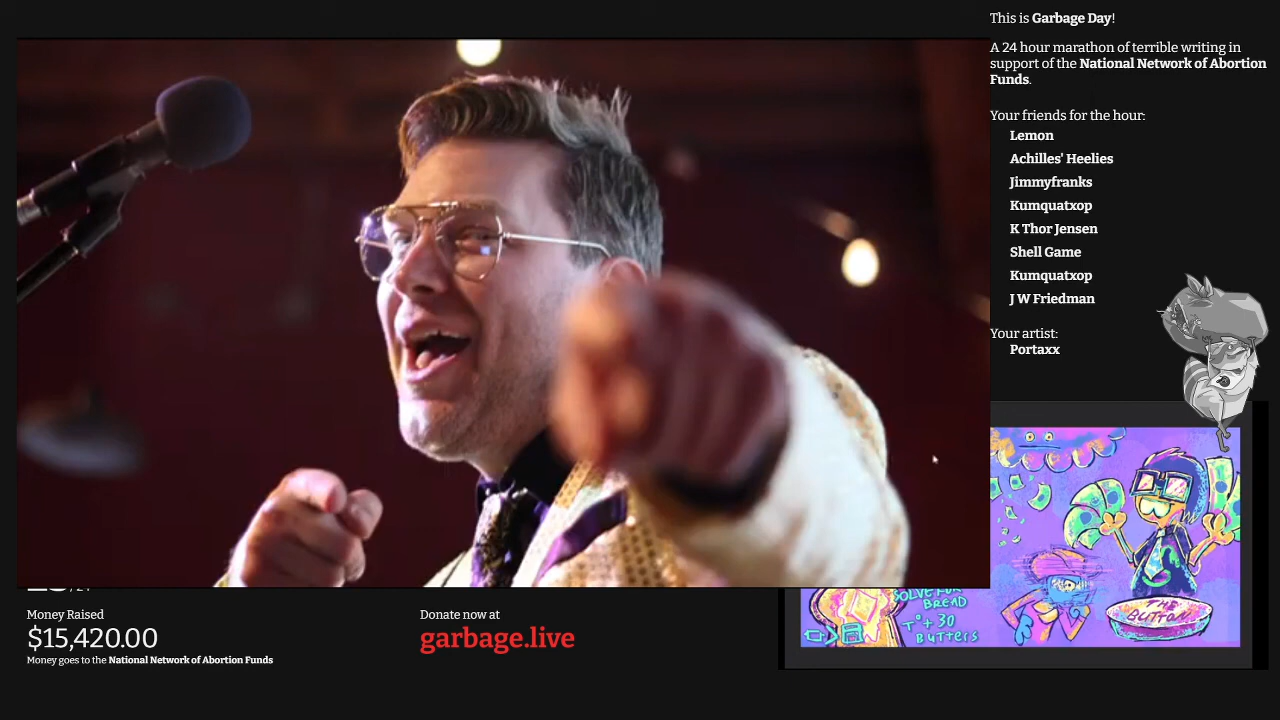 This is Garbage Day!
A 24 hour marathon of terrible writing in
support of the National Network of Abortion
Funds.
Your friends for the hour:
Lemon
Achilles' Heelies
Jimmyfranks
Kumquatxop
K Thor Jensen
Shell Game
Kumquatxop
J W Friedman
Your artist:
Portaxx
Money Raised
$15,420.00
Money goes to the National Network of Abortion Funds
Donate now at
garbage.live
SOLVE FOR
BREAD
T° + 30
BUTTERS
THE
BUTTON